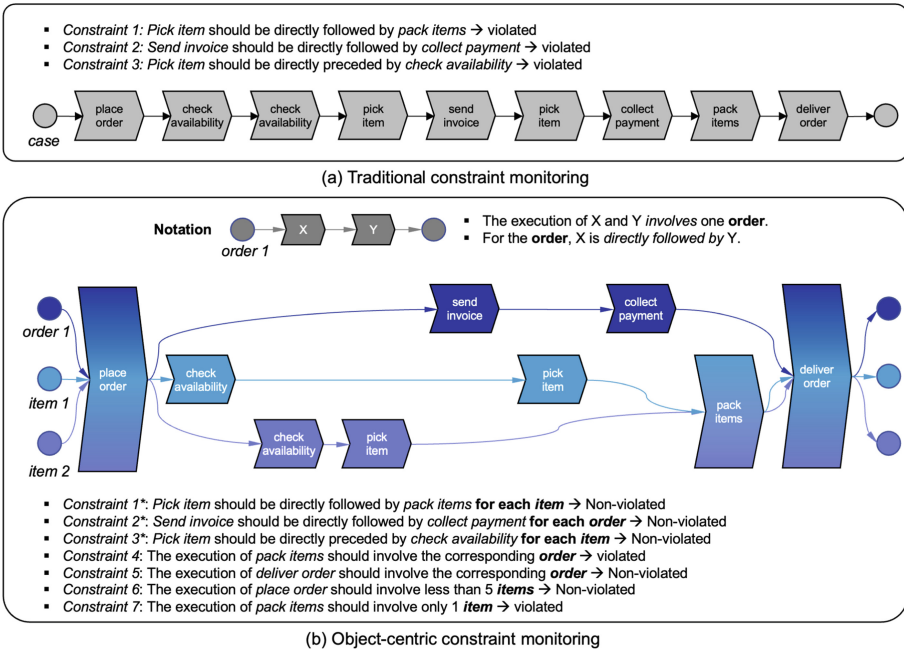 ▪ Constraint 1: Pick item should be directly followed by pack items → violated
▪ Constraint 2: Send invoice should be directly followed by collect payment → violated
▪ Constraint 3: Pick item should be directly preceded by check availability → violated
case
place order
check availability
check availability
pick item
send invoice
pick item
collect payment
pack items
deliver order
(a) Traditional constraint monitoring
Notation
order 1
X
Y
▪ The execution of X and Y involves one order.
▪ For the order, X is directly followed by Y.
order 1
item 1
item 2
place order
send invoice
collect payment
check availability
pick item
check availability
pick item
pack items
deliver order
▪ Constraint 1*: Pick item should be directly followed by pack items for each item → Non-violated
▪ Constraint 2*: Send invoice should be directly followed by collect payment for each order → Non-violated
▪ Constraint 3*: Pick item should be directly preceded by check availability for each item → Non-violated
▪ Constraint 4: The execution of pack items should involve the corresponding order → violated
▪ Constraint 5: The execution of deliver order should involve the corresponding order → Non-violated
▪ Constraint 6: The execution of place order should involve less than 5 items → Non-violated
▪ Constraint 7: The execution of pack items should involve only 1 item → violated
(b) Object-centric constraint monitoring